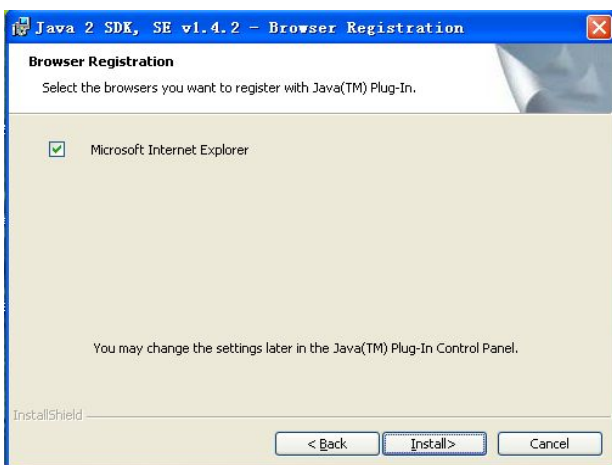 Java 2 SDK, SE v1.4.2 - Browser Registration
Browser Registration
Select the browsers you want to register with Java(TM) Plug-In.
Microsoft Internet Explorer
You may change the settings later in the Java(TM) Plug-In Control Panel.
InstallShield
< Back Install> Cancel